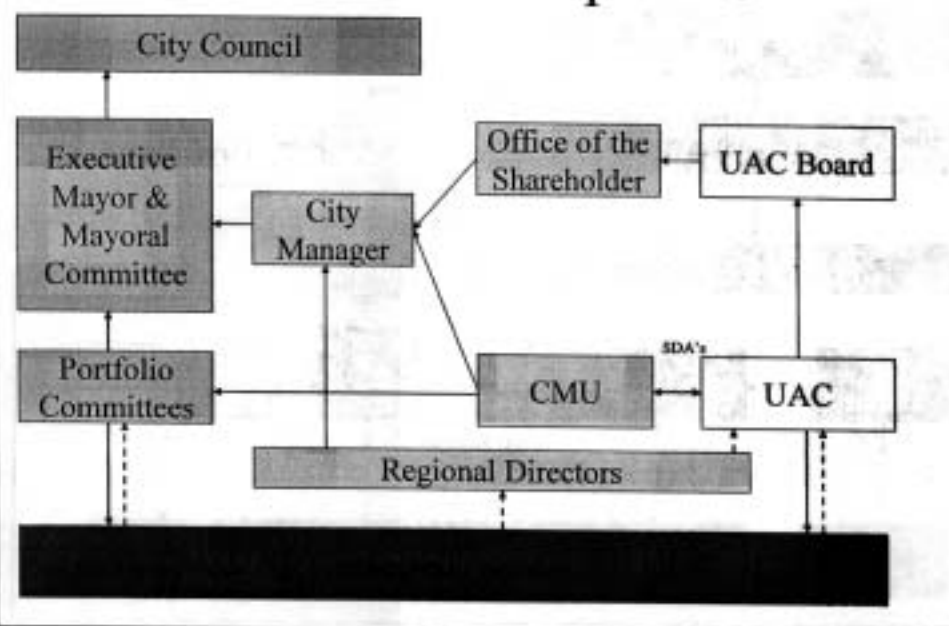 City Council
Executive
Mayor &
Mayoral
Committee
City
Manager
Office of the
Shareholder
UAC Board
Portfolio
Committees
CMU
SDA's
UAC
Regional Directors